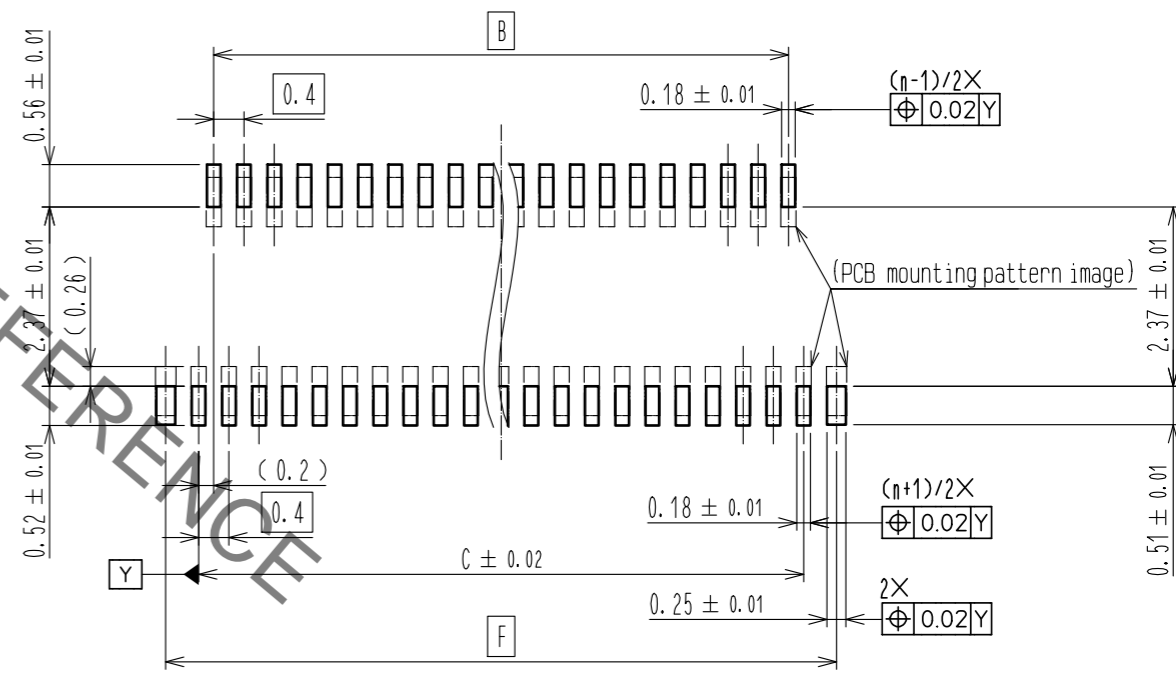 B
0.56 ± 0.01
0.4
0.18 ± 0.01
(n-1)/2X
⌖ 0.02 Y
2.37 ± 0.01
(0.26)
(PCB mounting pattern image)
2.37 ± 0.01
0.52 ± 0.01
(0.2)
0.4
0.18 ± 0.01
(n+1)/2X
⌖ 0.02 Y
0.51 ± 0.01
Y
C ± 0.02
0.25 ± 0.01
2X
⌖ 0.02 Y
F
FERENCE